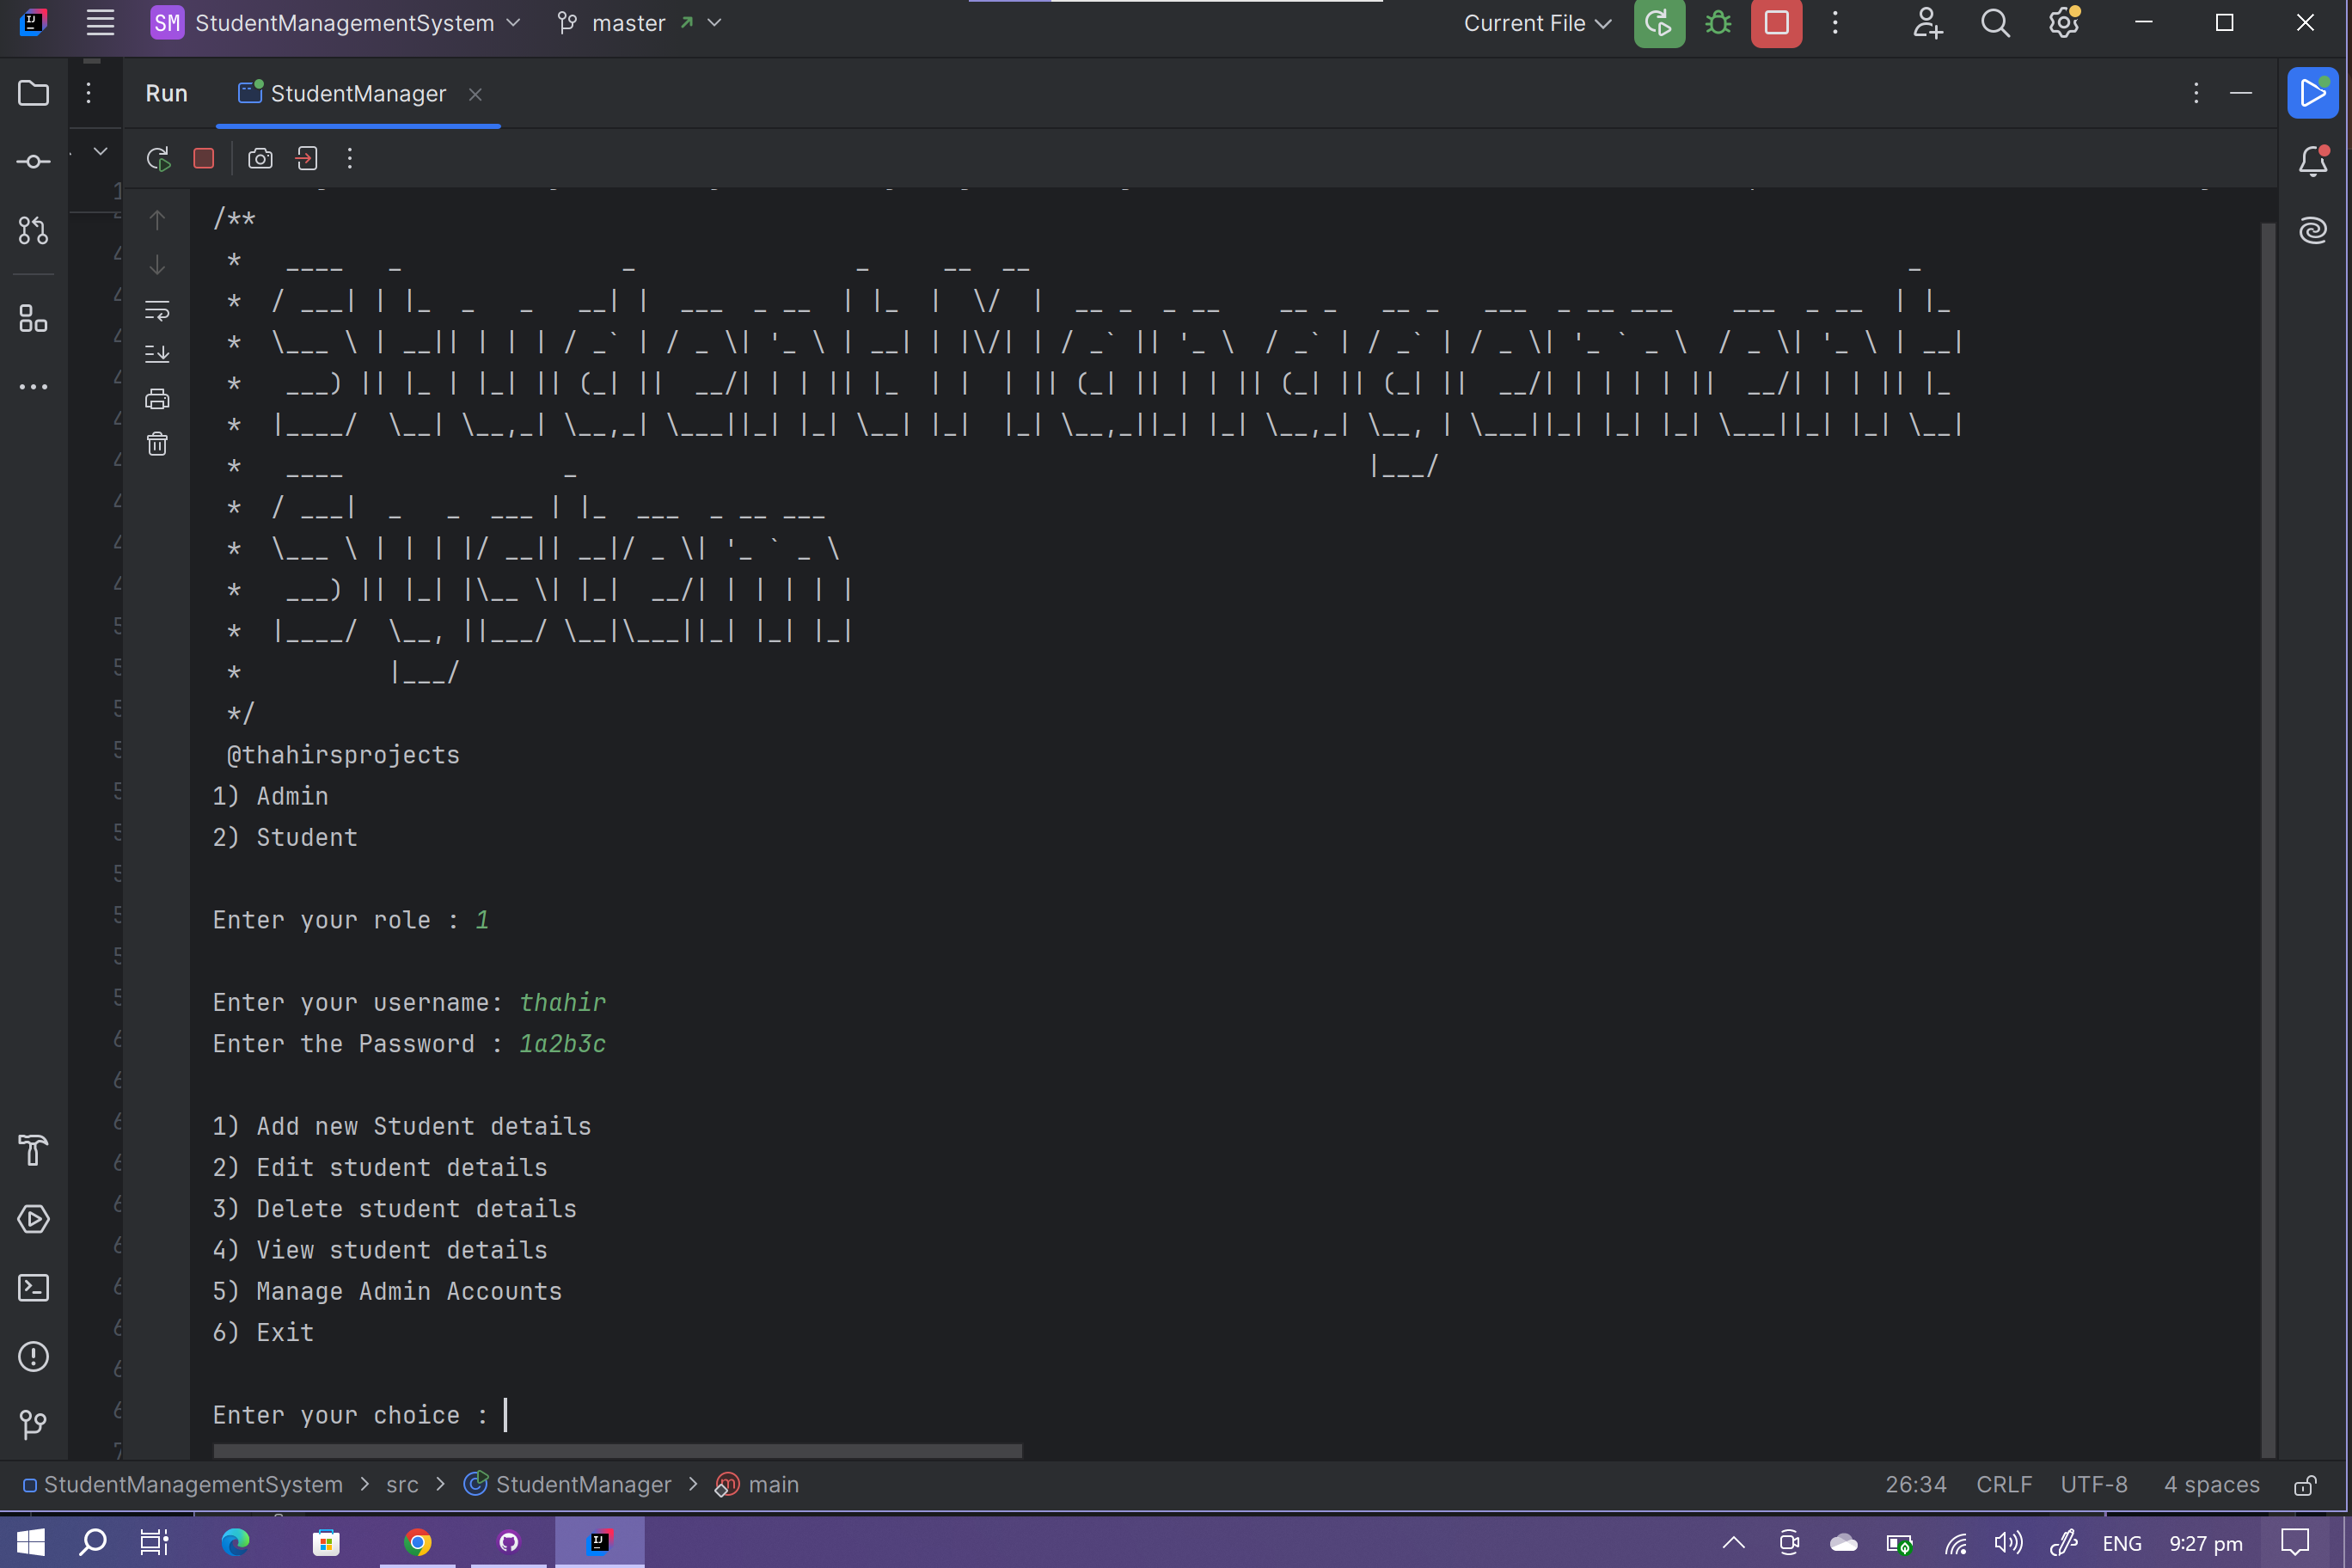 SM StudentManagementSystem master Current File
Run StudentManager
/**
 *   ____   _                _               _     __  __                                                            _
 *  / ___| | |_  _   _   __| |  ___  _ __  | |_  |  \/  |  __ _  _ __    __ _   __ _   ___  _ __ ___    ___  _ __  | |_
 *  \___ \ | __|| | | | / _` | / _ \| '_ \ | __| | |\/| | / _` || '_ \  / _` | / _` | / _ \| '_ ` _ \  / _ \| '_ \ | __|
 *   ___) || |_ | |_| || (_| ||  __/| | | || |_  | |  | || (_| || | | || (_| || (_| ||  __/| | | | | ||  __/| | | || |_
 *  |____/  \__| \__,_| \__,_| \___||_| |_| \__| |_|  |_| \__,_||_| |_| \__,_| \__, | \___||_| |_| |_| \___||_| |_| \__|
 *   ____               _                                                      |___/
 *  / ___|  _   _  ___ | |_  ___  _ __ ___
 *  \___ \ | | | |/ __|| __|/ _ \| '_ ` _ \
 *   ___) || |_| |\__ \| |_|  __/| | | | | |
 *  |____/  \__, ||___/ \__|\___||_| |_| |_|
 *          |___/
 */
 @thahirsprojects
1) Admin
2) Student
Enter your role : 1
Enter your username: thahir
Enter the Password : 1a2b3c
1) Add new Student details
2) Edit student details
3) Delete student details
4) View student details
5) Manage Admin Accounts
6) Exit
Enter your choice :
StudentManagementSystem > src > StudentManager > main 26:34 CRLF UTF-8 4 spaces
ENG 9:27 pm